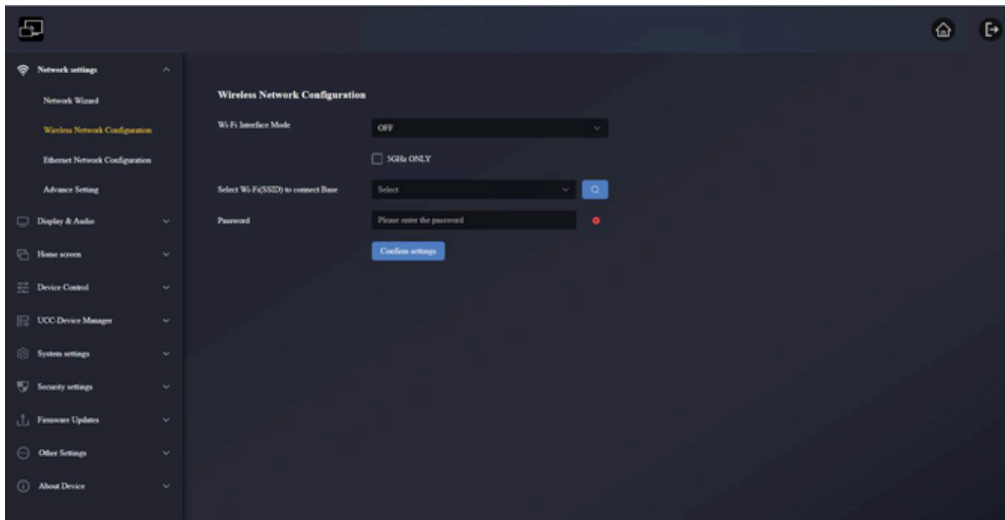 Network settings
Network Wizard
Wireless Network Configuration
Ethernet Network Configuration
Advance Setting
Display & Audio
Home screen
Device Control
UCC-Device Manager
System settings
Security settings
Firmware Updates
Other Settings
About Device
Wireless Network Configuration
Wi-Fi Interface Mode
OFF
5GHz ONLY
Select Wi-Fi(SSID) to connect Base
Select
Password
Please enter the password
Confirm settings